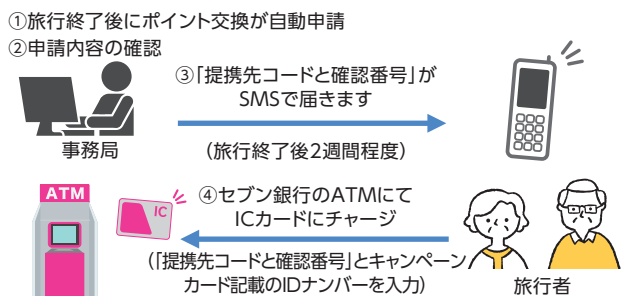 ①旅行終了後にポイント交換が自動申請
②申請内容の確認
③「提携先コードと確認番号」が
SMSで届きます
事務局
（旅行終了後2週間程度）
ATM
IC
④セブン銀行のATMにて
ICカードにチャージ
（「提携先コードと確認番号」とキャンペーン
カード記載のIDナンバーを入力）
旅行者